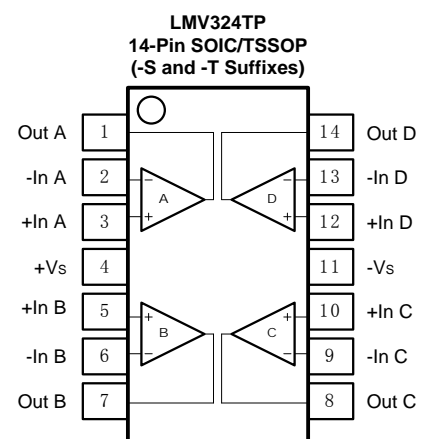 LMV324TP
14-Pin SOIC/TSSOP
(-S and -T Suffixes)
Out A 1 14 Out D
-In A 2 − − 13 -In D
A D
+In A 3 + + 12 +In D
+Vs 4 11 -Vs
+In B 5 + + 10 +In C
B C
-In B 6 − − 9 -In C
Out B 7 8 Out C